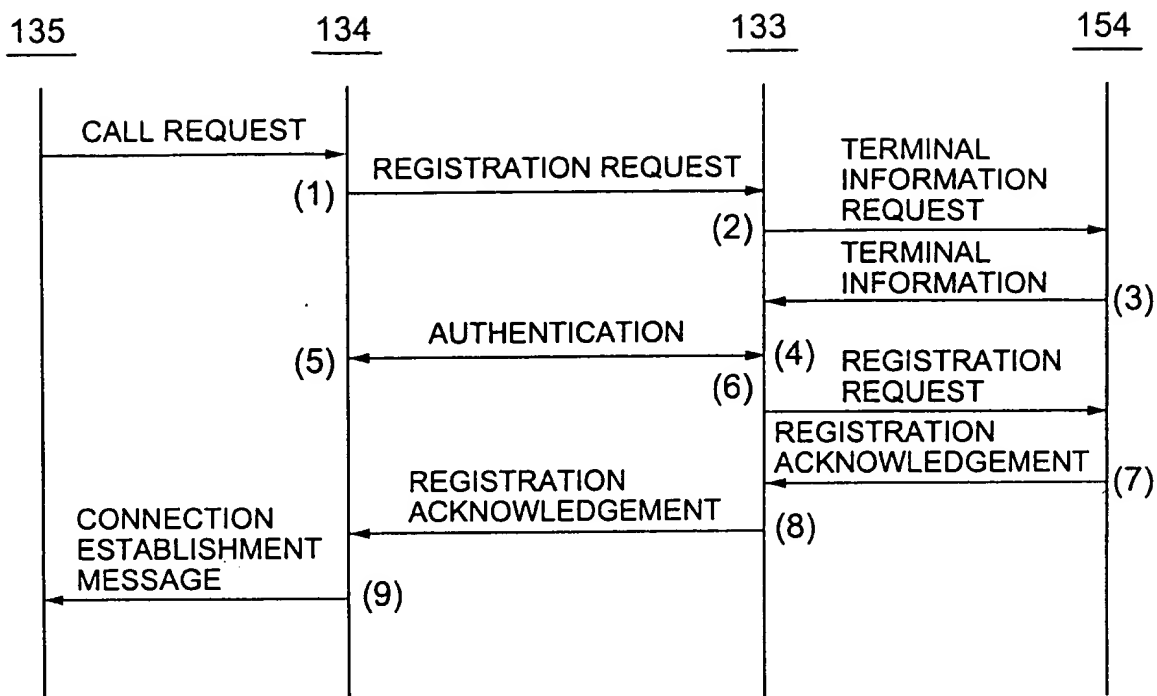 135
134
133
154
CALL REQUEST
(1)
REGISTRATION REQUEST
(2)
TERMINAL
INFORMATION
REQUEST
TERMINAL
INFORMATION
(3)
(5)
AUTHENTICATION
(4)
(6)
REGISTRATION
REQUEST
REGISTRATION
ACKNOWLEDGEMENT
(7)
REGISTRATION
ACKNOWLEDGEMENT
(8)
CONNECTION
ESTABLISHMENT
MESSAGE
(9)